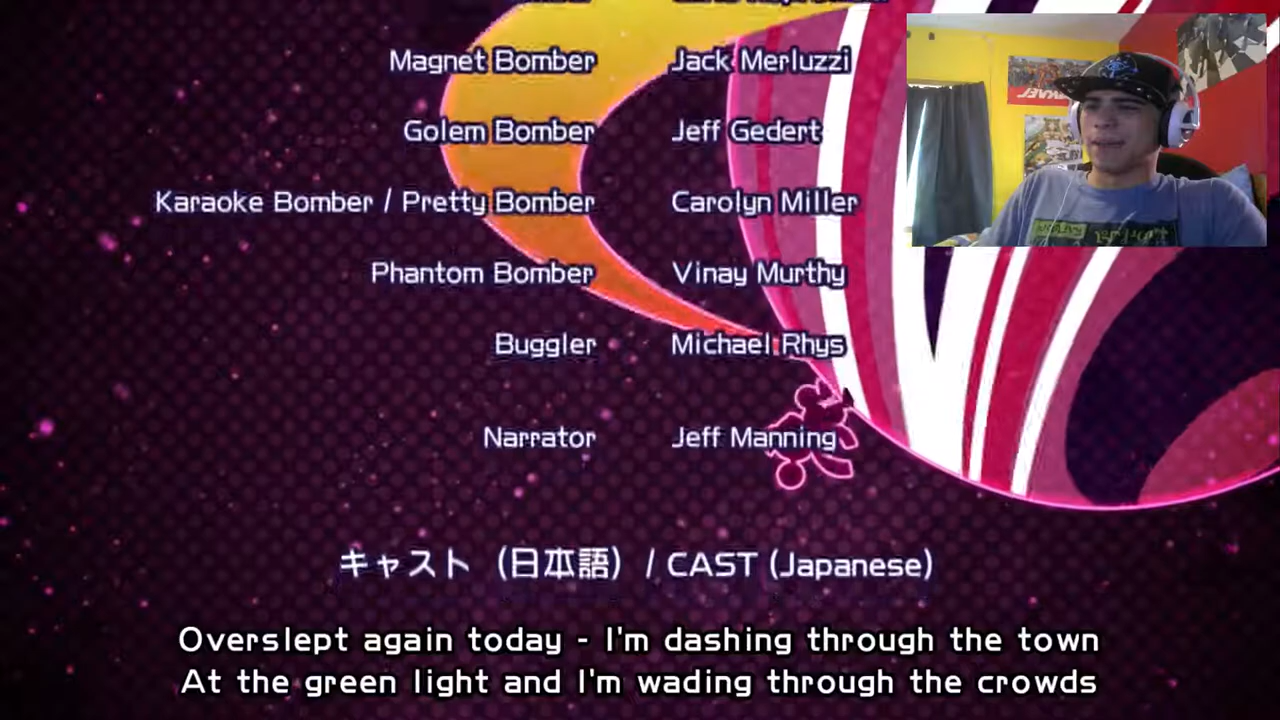 Magnet Bomber Jack Merluzzi
Golem Bomber Jeff Gedert
Karaoke Bomber / Pretty Bomber Carolyn Miller
Phantom Bomber Vinay Murthy
Buggler Michael Rhys
Narrator Jeff Manning
キャスト (日本語) / CAST (Japanese)
Overslept again today - I'm dashing through the town
At the green light and I'm wading through the crowds